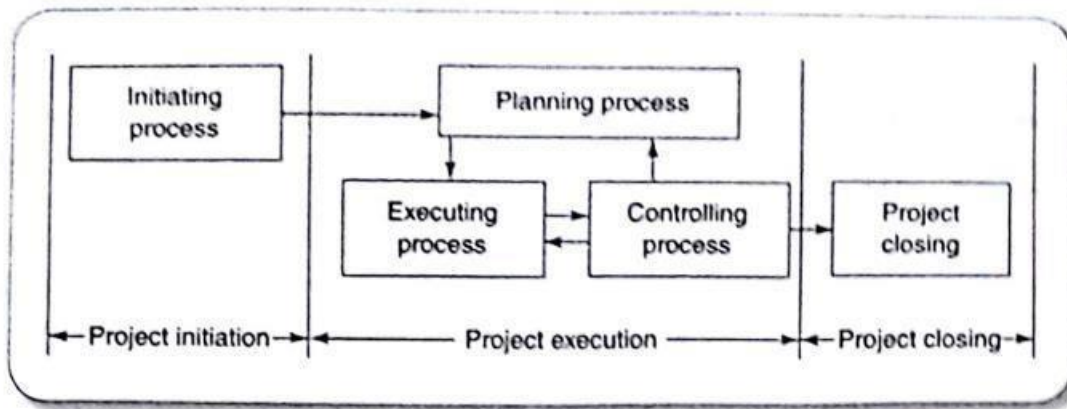 Initiating
process
Planning process
Executing
process
Controlling
process
Project
closing
Project initiation
Project execution
Project closing